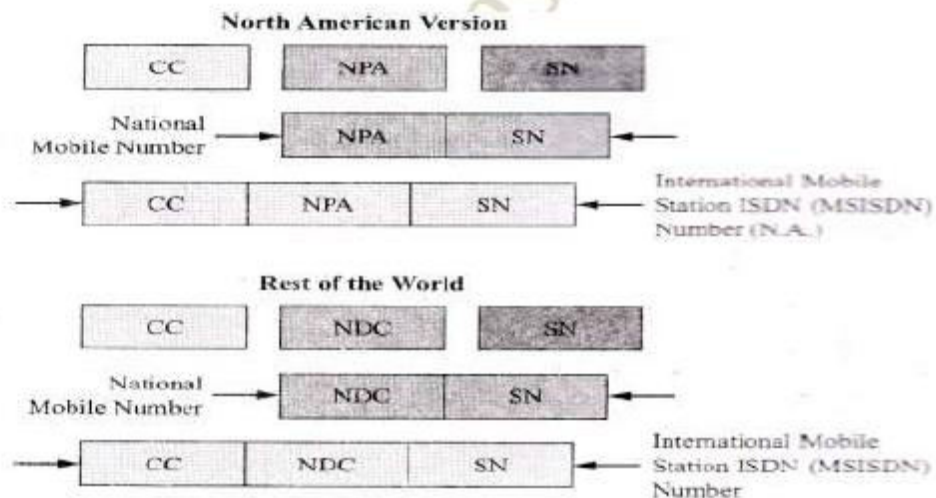 North American Version
CC NPA SN
National
Mobile Number
NPA SN
CC NPA SN
International Mobile
Station ISDN (MSISDN)
Number (N.A.)
Rest of the World
CC NDC SN
National
Mobile Number
NDC SN
CC NDC SN
International Mobile
Station ISDN (MSISDN)
Number